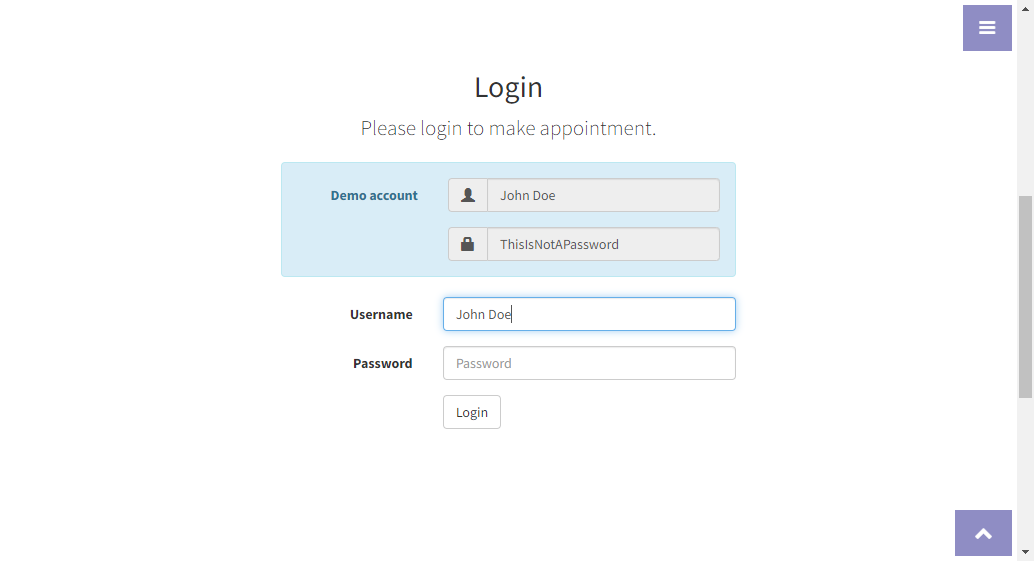 Login
Please login to make appointment.
Demo account
John Doe
ThisIsNotAPassword
Username
John Doe
Password
Password
Login